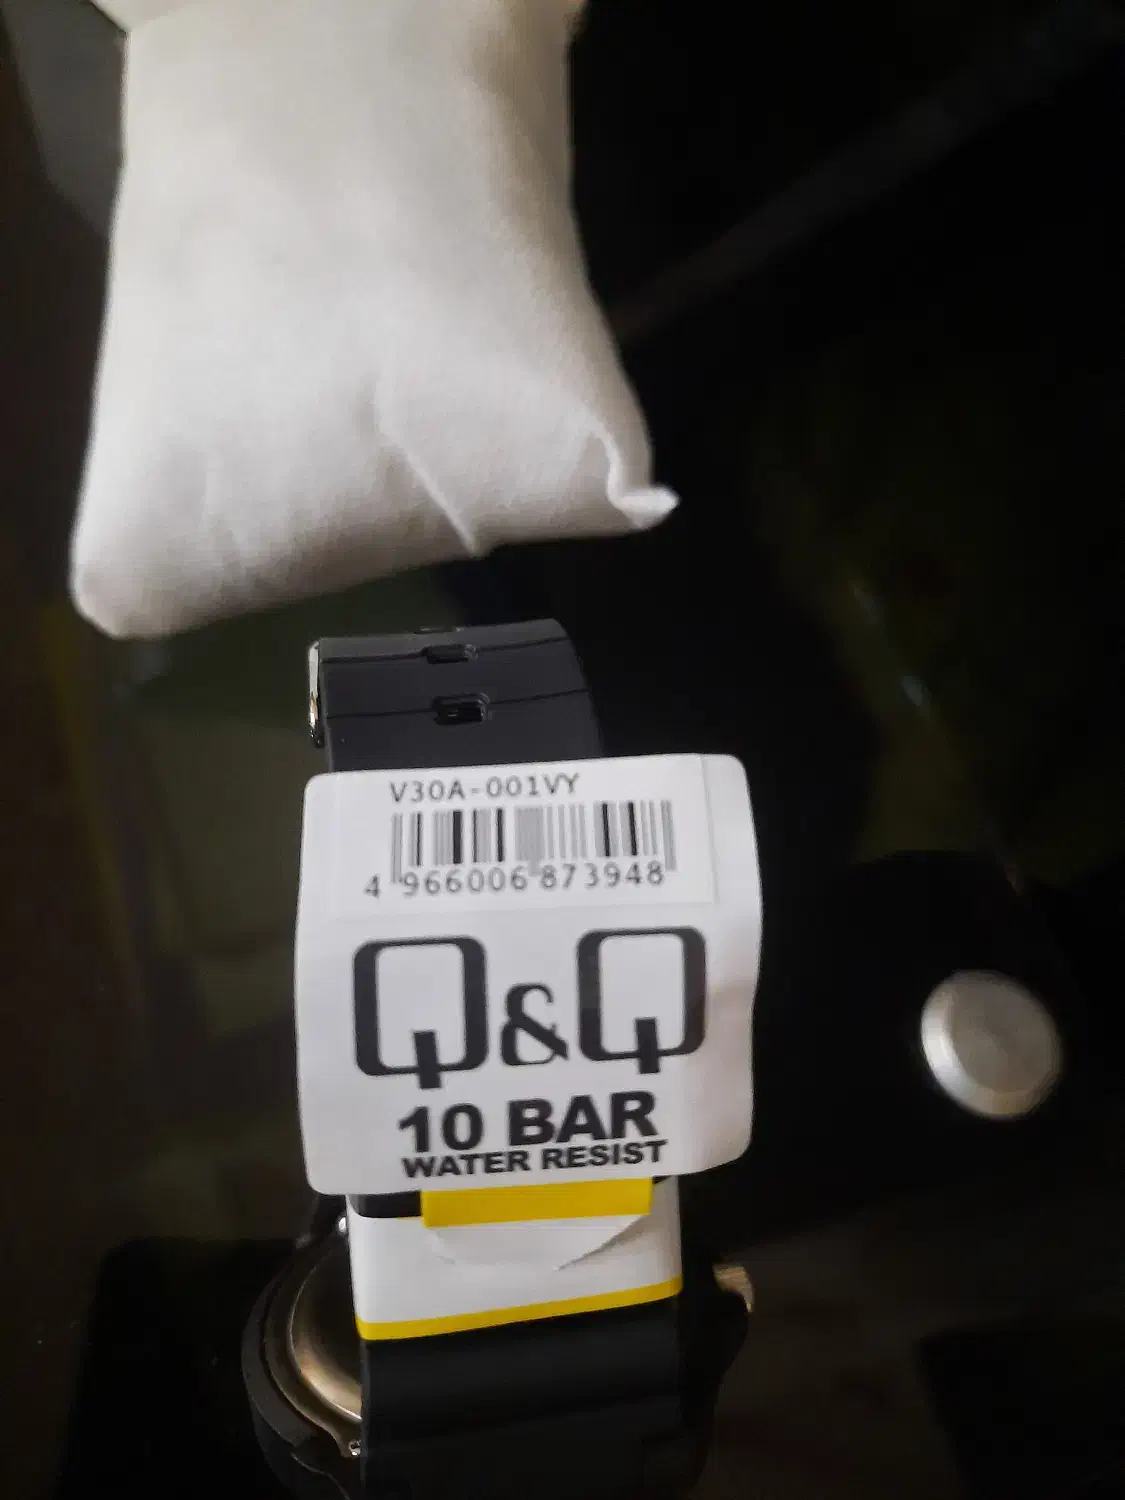 V30A-001VY
4 966006 873948
Q&Q
10 BAR
WATER RESIST